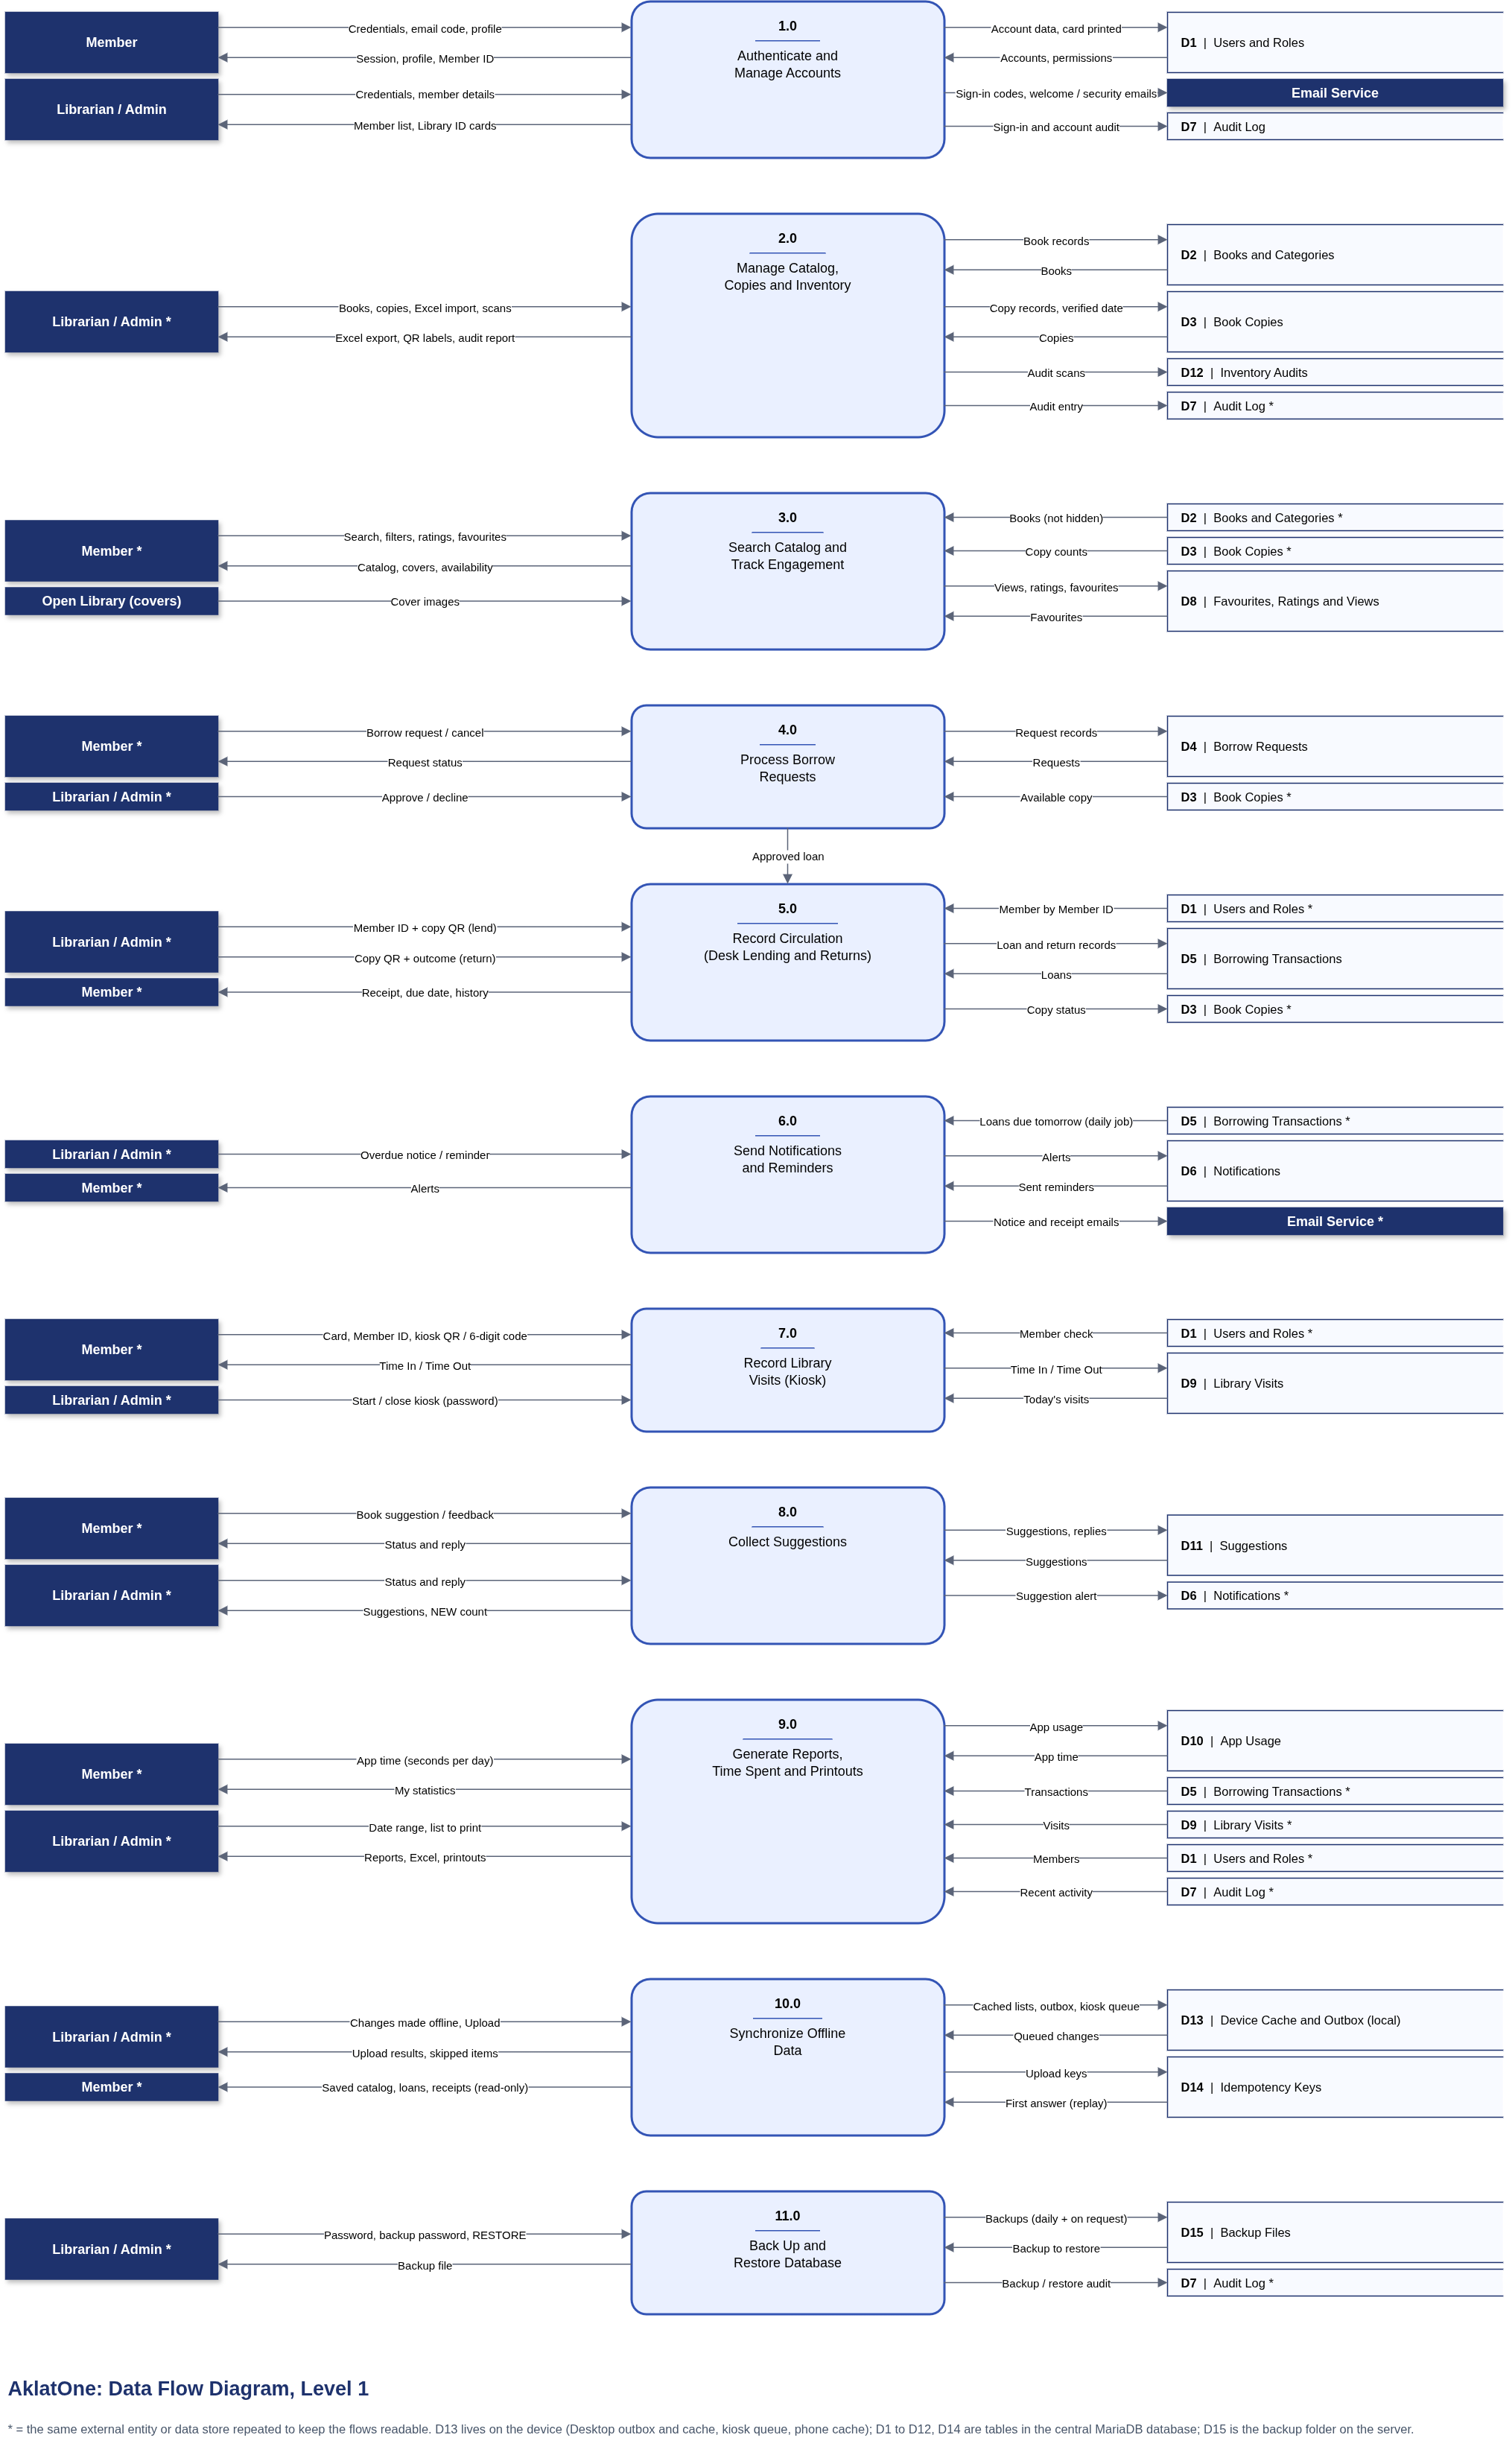 Member
Credentials, email code, profile
Session, profile, Member ID
Librarian / Admin
Credentials, member details
Member list, Library ID cards
1.0
Authenticate and
Manage Accounts
Account data, card printed
Accounts, permissions
D1 | Users and Roles
Sign-in codes, welcome / security emails
Email Service
Sign-in and account audit
D7 | Audit Log
Librarian / Admin *
Books, copies, Excel import, scans
Excel export, QR labels, audit report
2.0
Manage Catalog,
Copies and Inventory
Book records
Books
D2 | Books and Categories
Copy records, verified date
Copies
D3 | Book Copies
Audit scans
D12 | Inventory Audits
Audit entry
D7 | Audit Log *
Member *
Search, filters, ratings, favourites
Catalog, covers, availability
Open Library (covers)
Cover images
3.0
Search Catalog and
Track Engagement
Books (not hidden)
D2 | Books and Categories *
Copy counts
D3 | Book Copies *
Views, ratings, favourites
Favourites
D8 | Favourites, Ratings and Views
Member *
Borrow request / cancel
Request status
Librarian / Admin *
Approve / decline
4.0
Process Borrow
Requests
Request records
Requests
D4 | Borrow Requests
Available copy
D3 | Book Copies *
Approved loan
Librarian / Admin *
Member ID + copy QR (lend)
Copy QR + outcome (return)
Member *
Receipt, due date, history
5.0
Record Circulation
(Desk Lending and Returns)
Member by Member ID
D1 | Users and Roles *
Loan and return records
Loans
D5 | Borrowing Transactions
Copy status
D3 | Book Copies *
Librarian / Admin *
Overdue notice / reminder
Member *
Alerts
6.0
Send Notifications
and Reminders
Loans due tomorrow (daily job)
D5 | Borrowing Transactions *
Alerts
Sent reminders
D6 | Notifications
Notice and receipt emails
Email Service *
Member *
Card, Member ID, kiosk QR / 6-digit code
Time In / Time Out
Librarian / Admin *
Start / close kiosk (password)
7.0
Record Library
Visits (Kiosk)
Member check
D1 | Users and Roles *
Time In / Time Out
Today's visits
D9 | Library Visits
Member *
Book suggestion / feedback
Status and reply
Librarian / Admin *
Status and reply
Suggestions, NEW count
8.0
Collect Suggestions
Suggestions, replies
Suggestions
D11 | Suggestions
Suggestion alert
D6 | Notifications *
Member *
App time (seconds per day)
My statistics
Librarian / Admin *
Date range, list to print
Reports, Excel, printouts
9.0
Generate Reports,
Time Spent and Printouts
App usage
App time
D10 | App Usage
Transactions
D5 | Borrowing Transactions *
Visits
D9 | Library Visits *
Members
D1 | Users and Roles *
Recent activity
D7 | Audit Log *
Librarian / Admin *
Changes made offline, Upload
Upload results, skipped items
Member *
Saved catalog, loans, receipts (read-only)
10.0
Synchronize Offline
Data
Cached lists, outbox, kiosk queue
Queued changes
D13 | Device Cache and Outbox (local)
Upload keys
First answer (replay)
D14 | Idempotency Keys
Librarian / Admin *
Password, backup password, RESTORE
Backup file
11.0
Back Up and
Restore Database
Backups (daily + on request)
Backup to restore
D15 | Backup Files
Backup / restore audit
D7 | Audit Log *
AklatOne: Data Flow Diagram, Level 1
* = the same external entity or data store repeated to keep the flows readable. D13 lives on the device (Desktop outbox and cache, kiosk queue, phone cache); D1 to D12, D14 are tables in the central MariaDB database; D15 is the backup folder on the server.